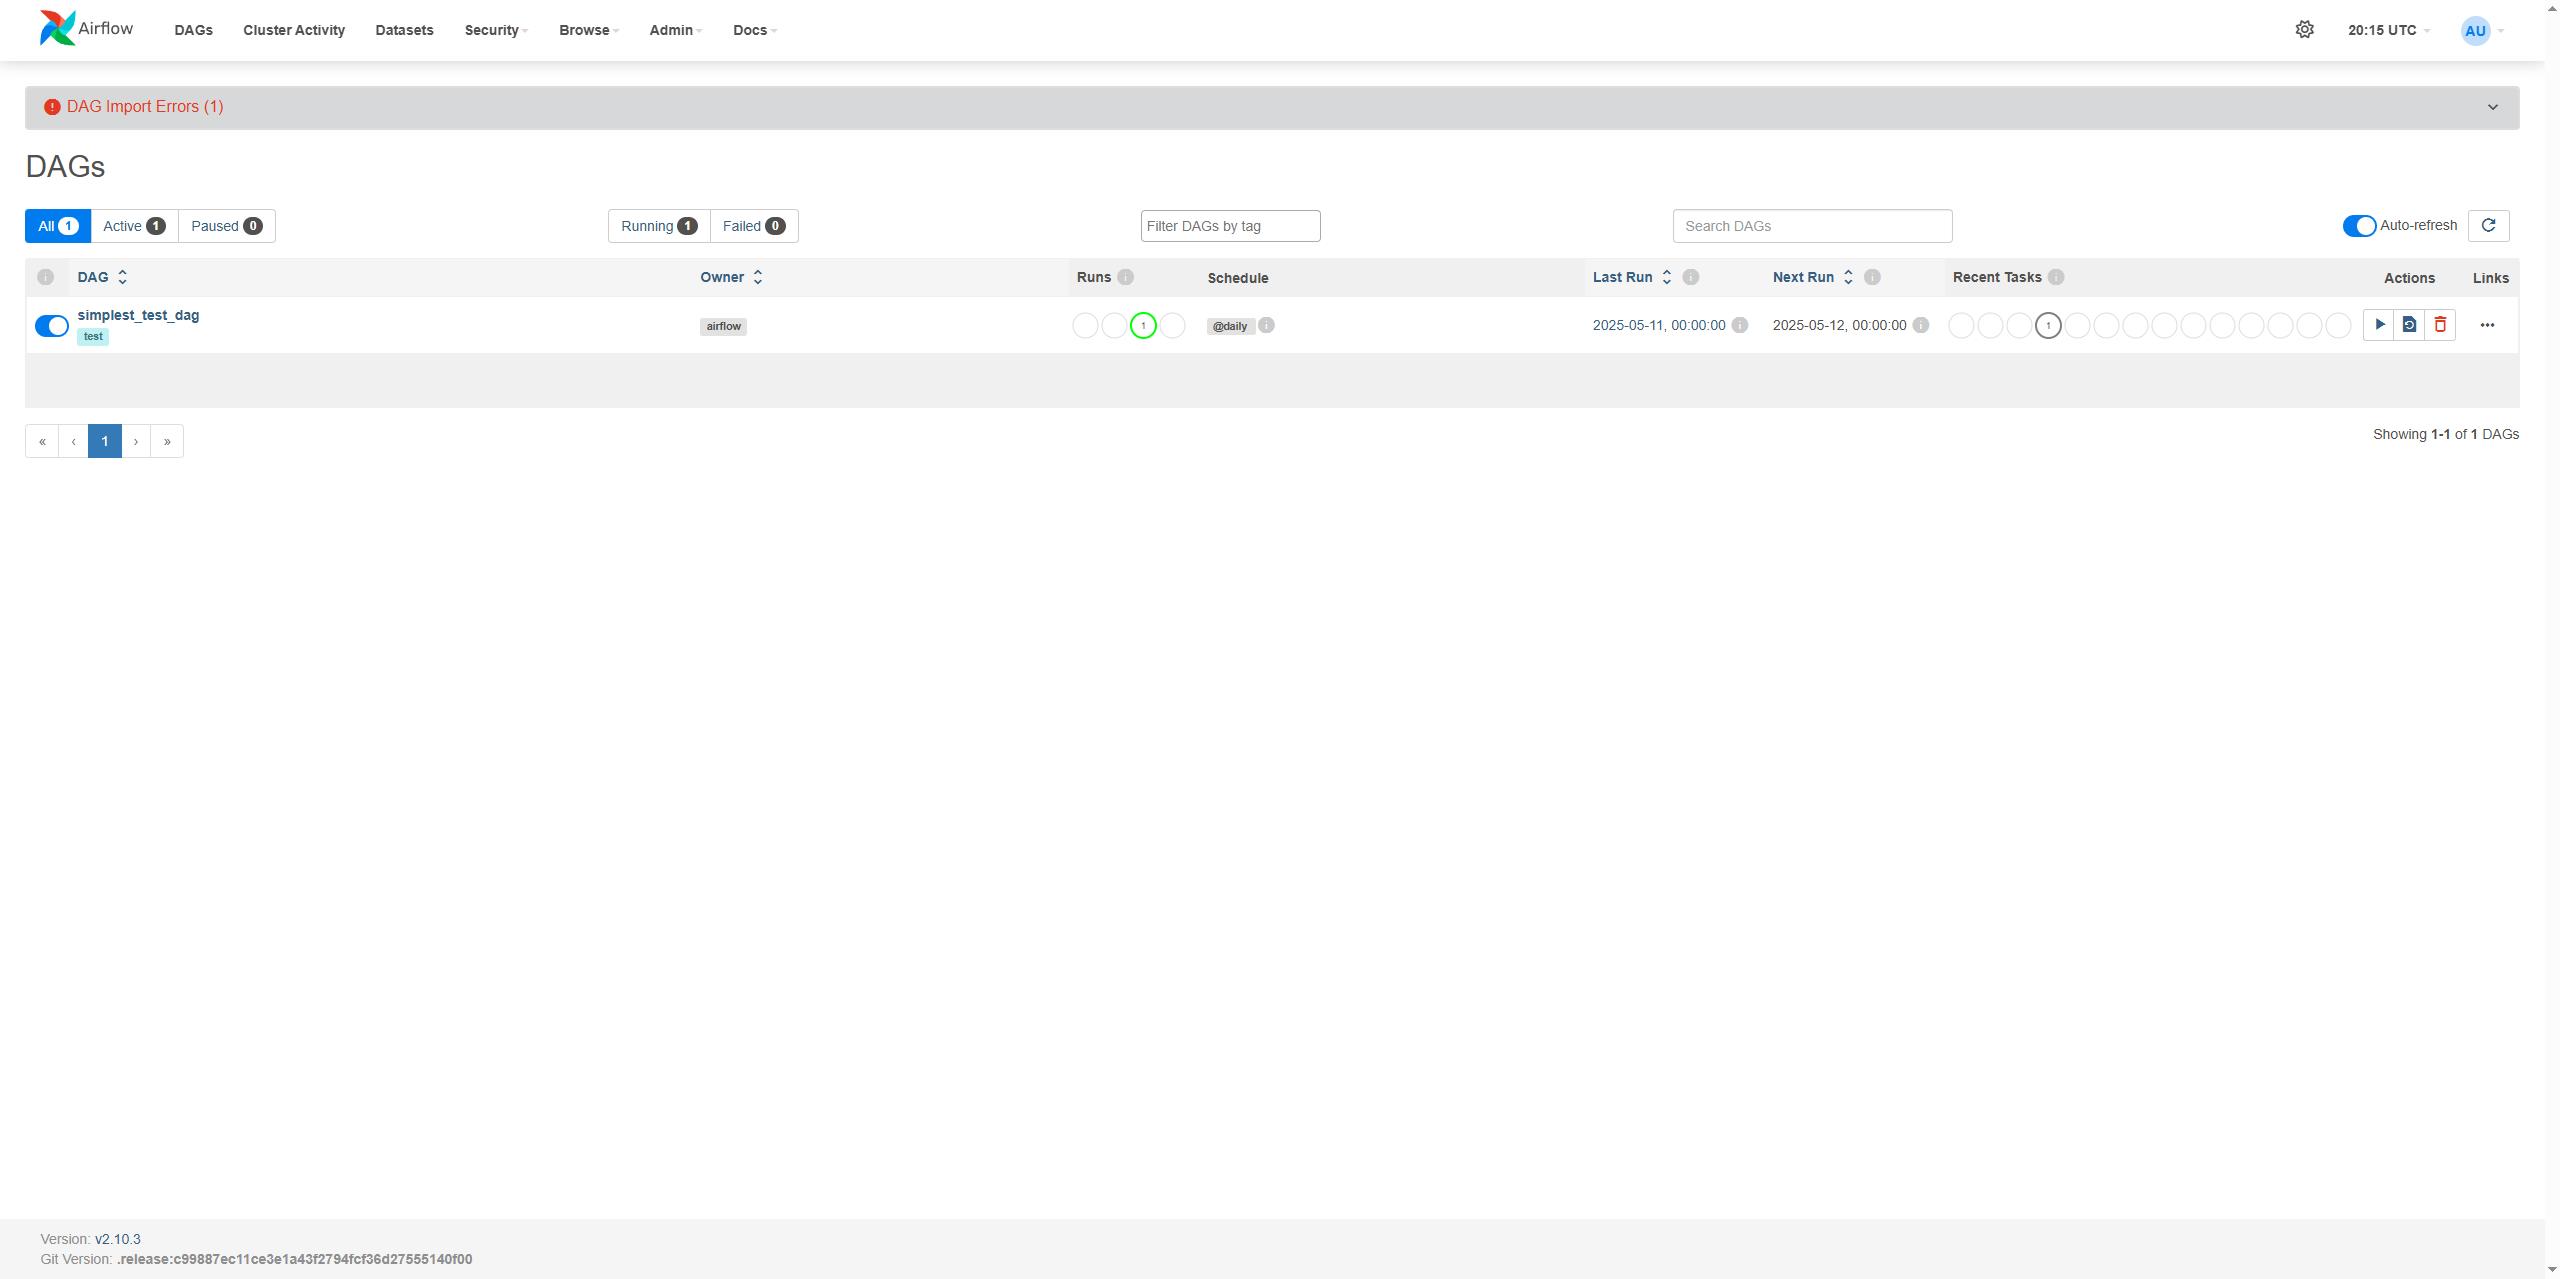 Airflow DAGs Cluster Activity Datasets Security Browse Admin Docs 20:15 UTC AU
DAG Import Errors (1)
DAGs
All 1 Active 1 Paused 0 Running 1 Failed 0 Filter DAGs by tag Search DAGs Auto-refresh
DAG Owner Runs Schedule Last Run Next Run Recent Tasks Actions Links
simplest_test_dag
test
airflow 1 @daily 2025-05-11, 00:00:00 2025-05-12, 00:00:00 1
« ‹ 1 › »
Showing 1-1 of 1 DAGs
Version: v2.10.3
Git Version: .release:c99887ec11ce3e1a43f2794fcf36d27555140f00